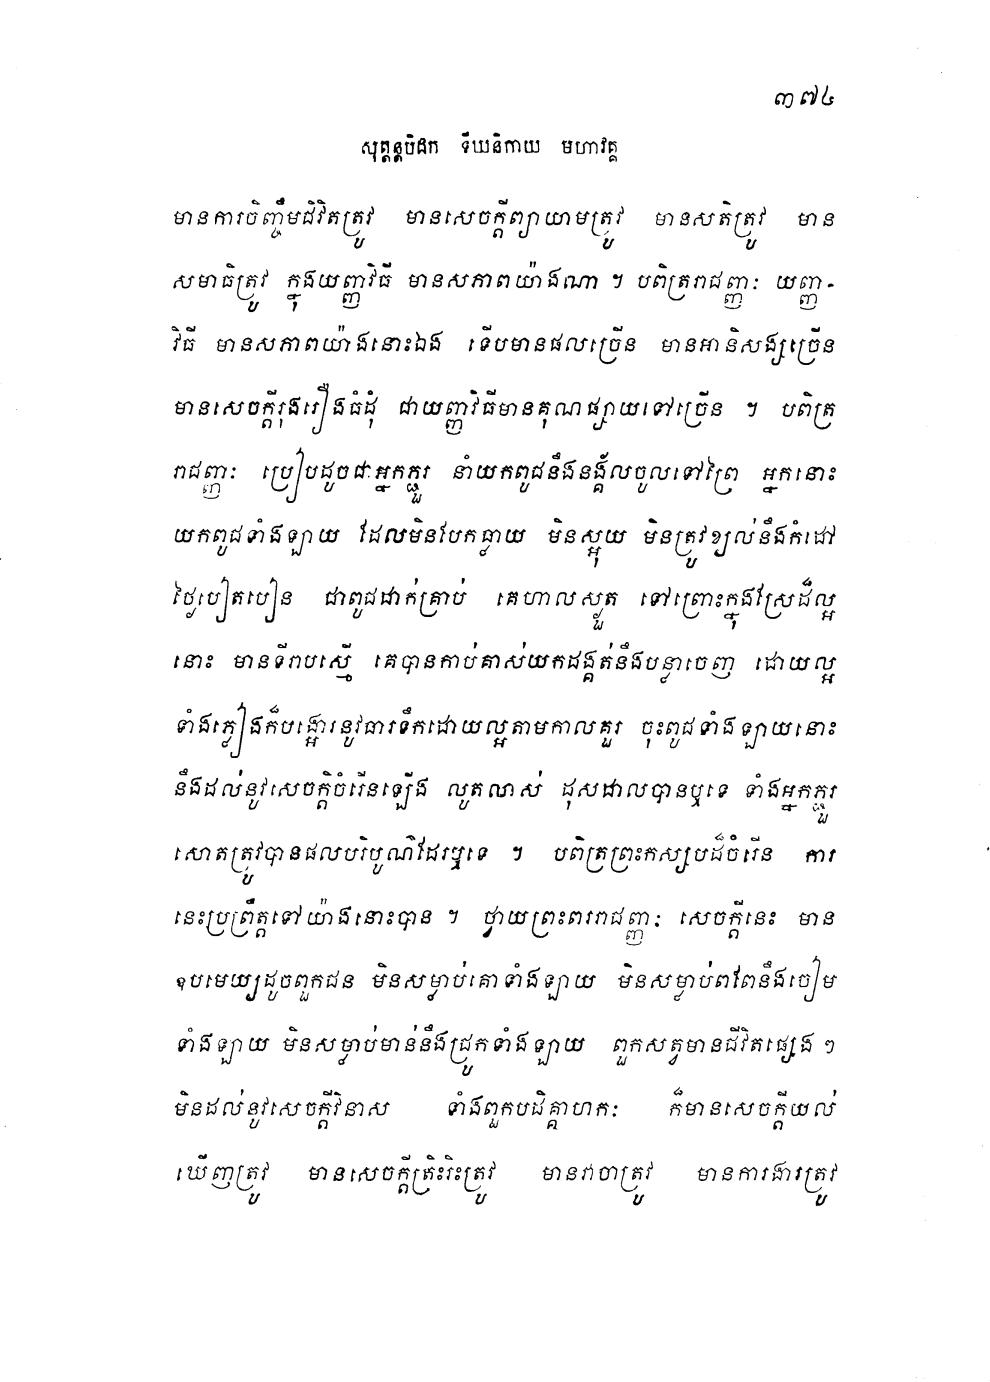 ៣៧៤
សុត្តន្តបិដក ទីឃនិកាយ មហាវគ្គ
មានការចិញ្ចឹមជីវិតត្រូវ មានសេចក្តីព្យាយាមត្រូវ មានសតិត្រូវ មាន
សមាធិត្រូវ ក្នុងយញ្ញវិធី មានសភាពយ៉ាងណា ។ បពិត្ររាជញ្ញៈ យញ្ញ-
វិធី មានសភាពយ៉ាងនោះឯង ទើបមានផលច្រើន មានអានិសង្សច្រើន
មានសេចក្តីរុងរឿងធំដុំ ជាយញ្ញវិធីមានគុណផ្សាយទៅច្រើន ។ បពិត្រ
រាជញ្ញៈ ប្រៀបដូចជាអ្នកភ្ជួរ នាំយកពូជនឹងនង្គ័លចូលទៅព្រៃ អ្នកនោះ
យកពូជទាំងឡាយ ដែលមិនបែកធ្លាយ មិនស្អុយ មិនត្រូវខ្យល់នឹងកំដៅ
ថ្ងៃបៀតបៀន ជាពូជជាក់គ្រាប់ គេហាលស្ងួត ទៅព្រោះក្នុងស្រែដ៏ល្អ
នោះ មានទីរាបស្មើ គេបានកាប់គាស់យកដង្គត់នឹងបន្លាចេញ ដោយល្អ
ទាំងភ្លៀងក៏បង្អោរនូវធារទឹកដោយល្អតាមកាលគួរ ចុះពូជទាំងឡាយនោះ
នឹងដល់នូវសេចក្តិចំរើនឡើង លូតលាស់ ដុសដាលបានឬទេ ទាំងអ្នកភ្ជួរ
សោតត្រូវបានផលបរិបូណ៌ដែរឬទេ ។ បពិត្រព្រះកស្សបដ៏ចំរើន ការ
នេះប្រព្រឹត្តទៅយ៉ាងនោះបាន ។ ថ្វាយព្រះពររាជញ្ញៈ សេចក្តីនេះ មាន
ឧបមេយ្យដូចពួកជន មិនសម្លាប់គោទាំងឡាយ មិនសម្លាប់ពពែនឹងចៀម
ទាំងឡាយ មិនសម្លាប់មាន់នឹងជ្រូកទាំងឡាយ ពួកសត្វមានជីវិតផ្សេង ៗ
មិនដល់នូវសេចក្តីវិនាស ទាំងពួកបដិគ្គាហកៈ ក៏មានសេចក្តីយល់
ឃើញត្រូវ មានសេចក្តីត្រិះរិះត្រូវ មានវាចាត្រូវ មានការងារត្រូវ